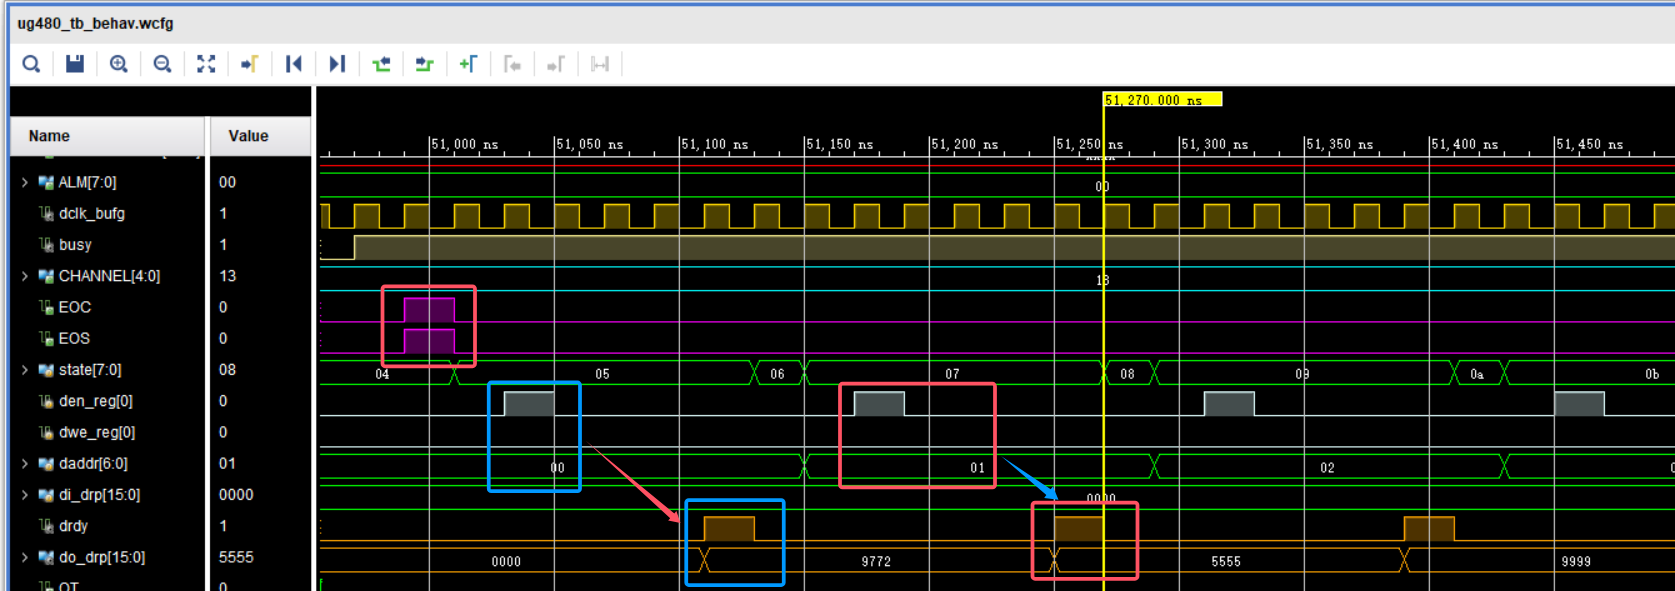 ug480_tb_behav.wcfg
51,270.000 ns
Name Value
51,000 ns 51,050 ns 51,100 ns 51,150 ns 51,200 ns 51,250 ns 51,300 ns 51,350 ns 51,400 ns 51,450 ns
ALM[7:0] 00 00
dclk_bufg 1
busy 1
CHANNEL[4:0] 13 13
EOC 0
EOS 0
state[7:0] 08 04 05 06 07 08 09 0a 0b
den_reg[0] 0
dwe_reg[0] 0
daddr[6:0] 01 00 01 02
di_drp[15:0] 0000 0000
drdy 1
do_drp[15:0] 5555 0000 9772 5555 9999
OT 0